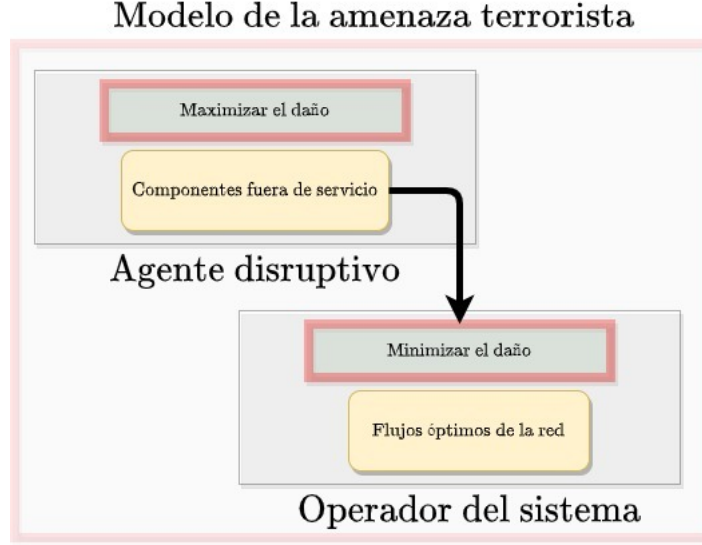 Modelo de la amenaza terrorista
Maximizar el daño
Componentes fuera de servicio
Agente disruptivo
Minimizar el daño
Flujos óptimos de la red
Operador del sistema